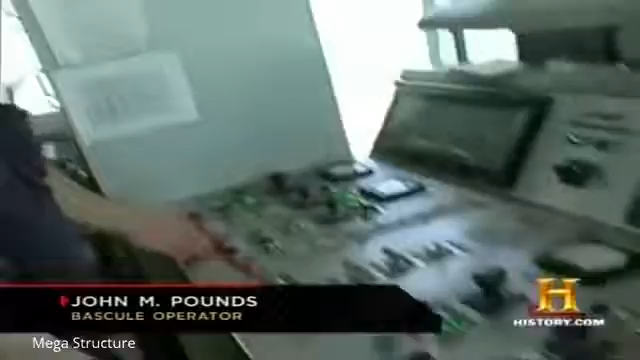 JOHN M. POUNDS
BASCULE OPERATOR
H
HISTORY.COM
Mega Structure